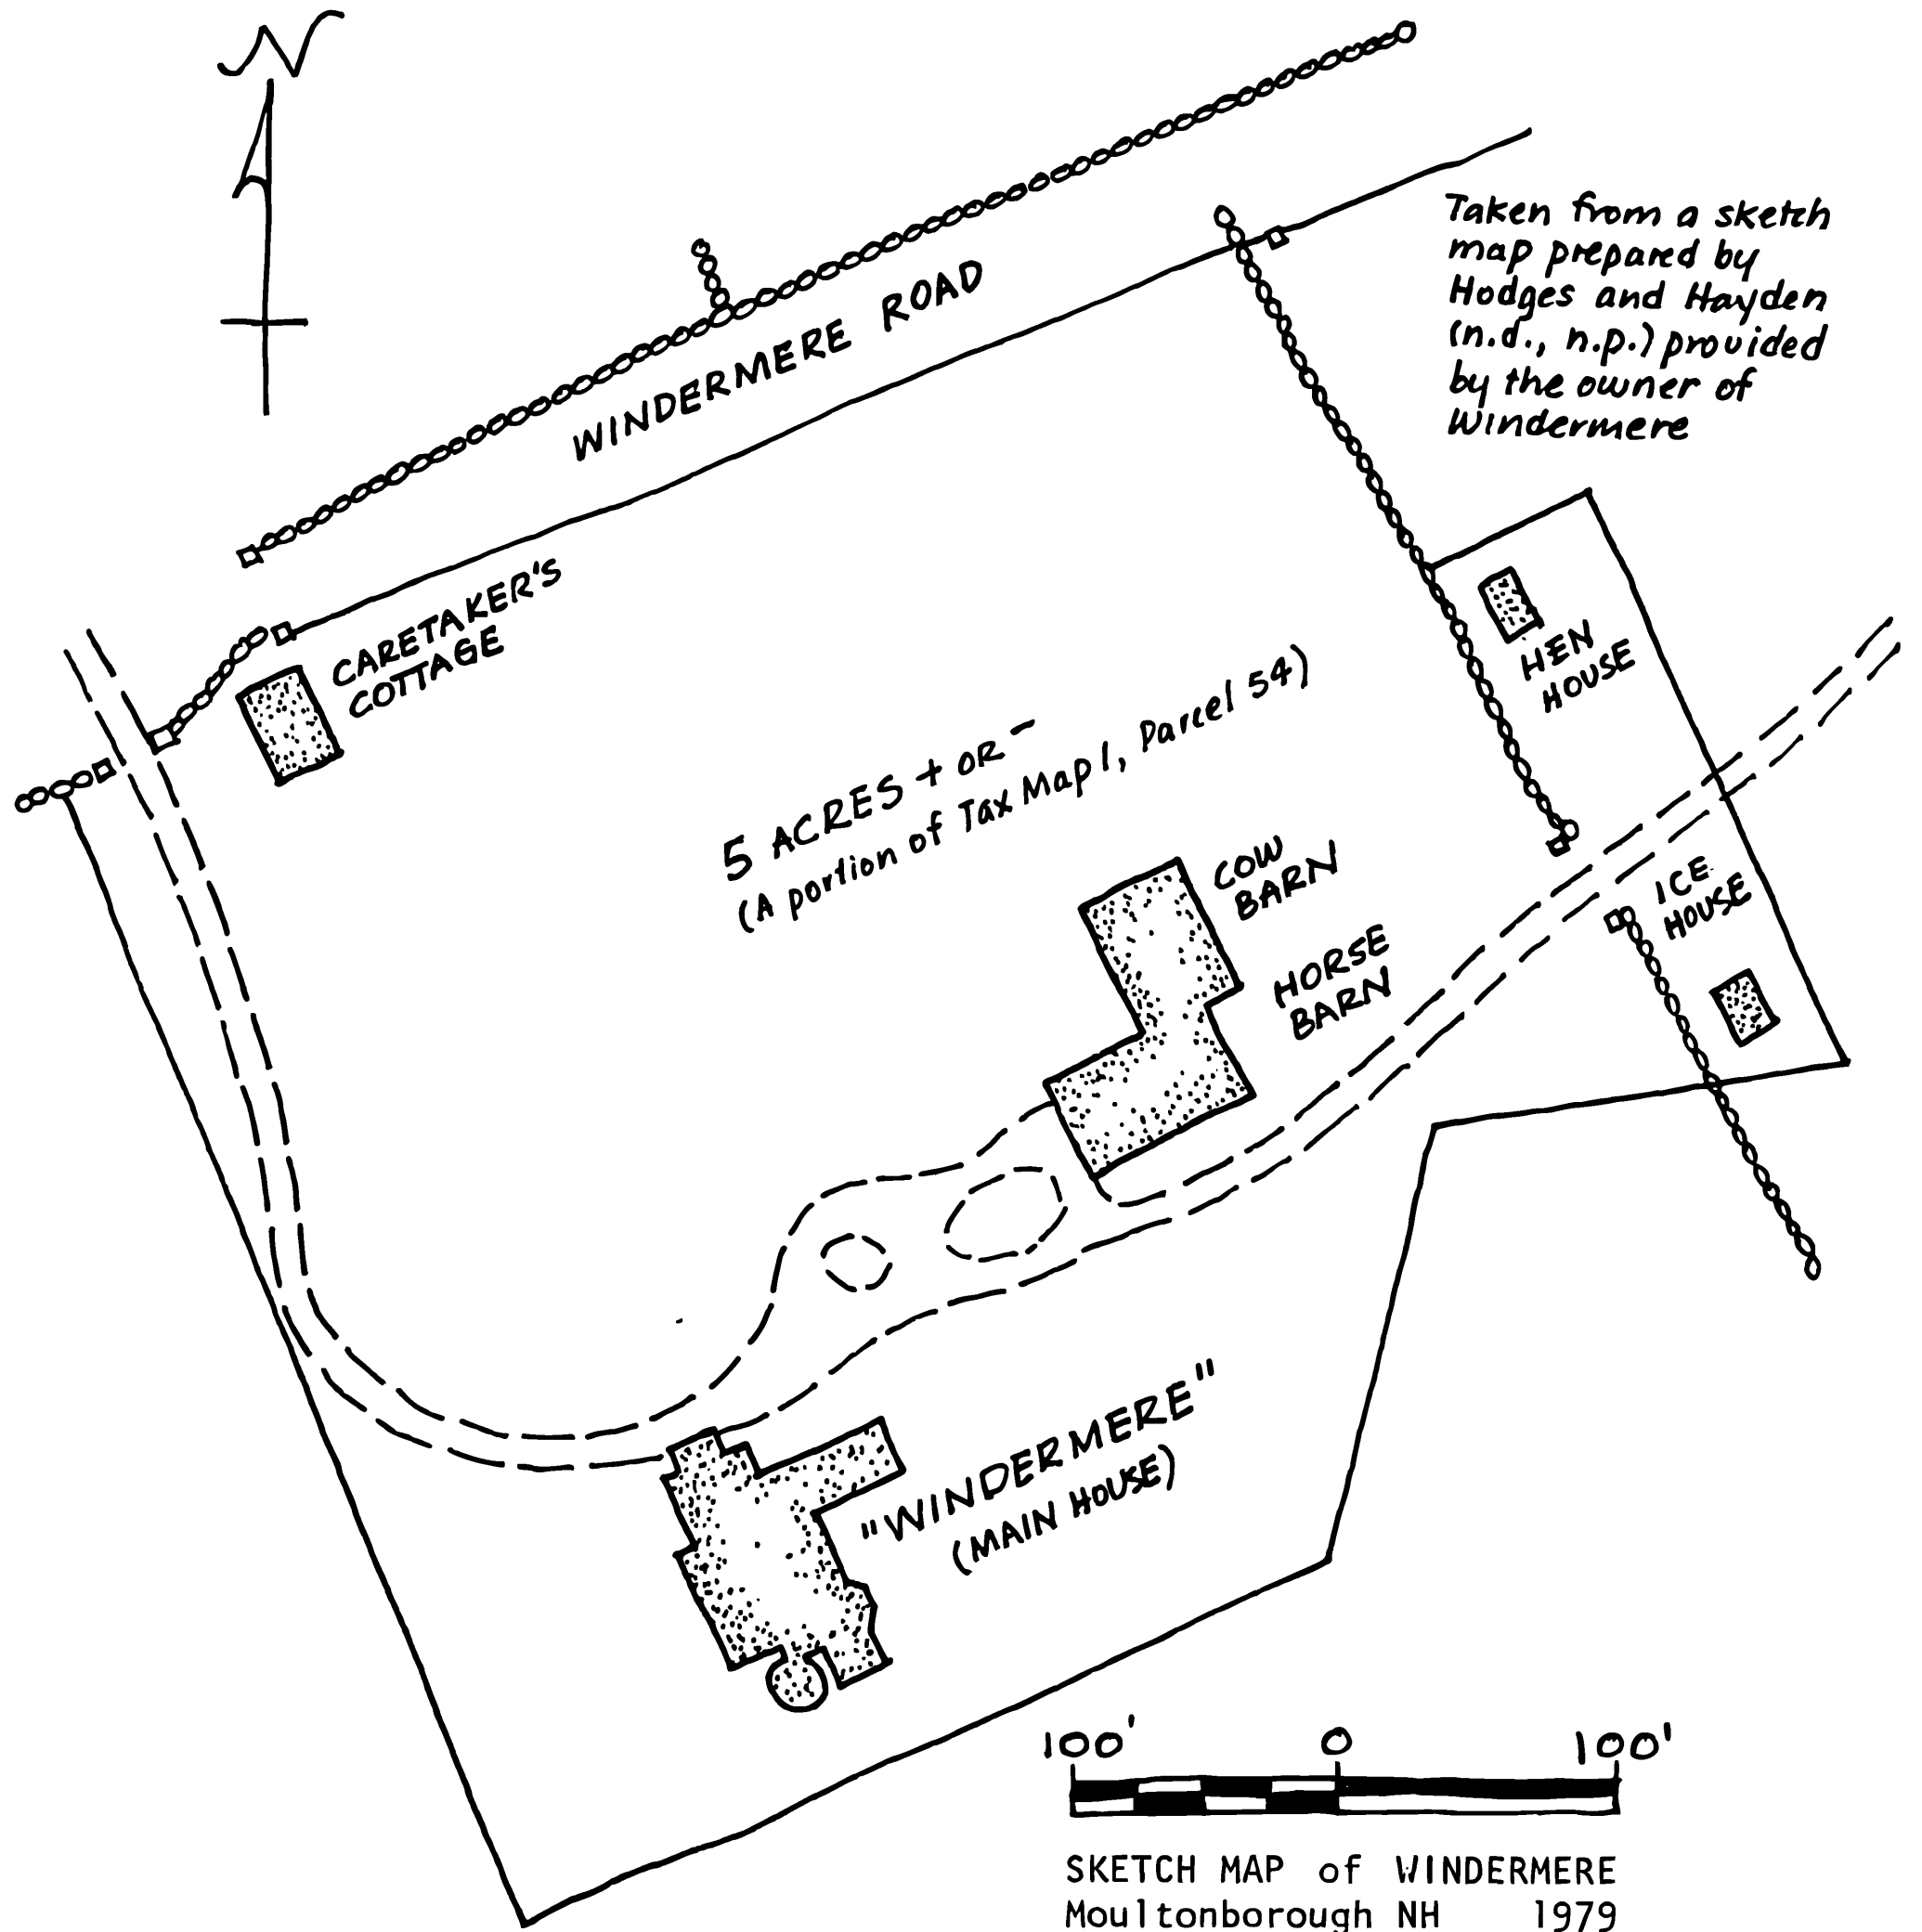 N
Taken from a sketch
map prepared by
Hodges and Hayden
(n.d., n.p.) provided
by the owner of
Windermere
WINDERMERE ROAD
CARETAKER'S
COTTAGE
HEN
HOUSE
5 ACRES + OR -
(A portion of Tax Map 1, Parcel 54)
COW
BARN
ICE
HOUSE
HORSE
BARN
"WINDERMERE"
(MAIN HOUSE)
100' 0 100'
SKETCH MAP of WINDERMERE
Moultonborough NH 1979